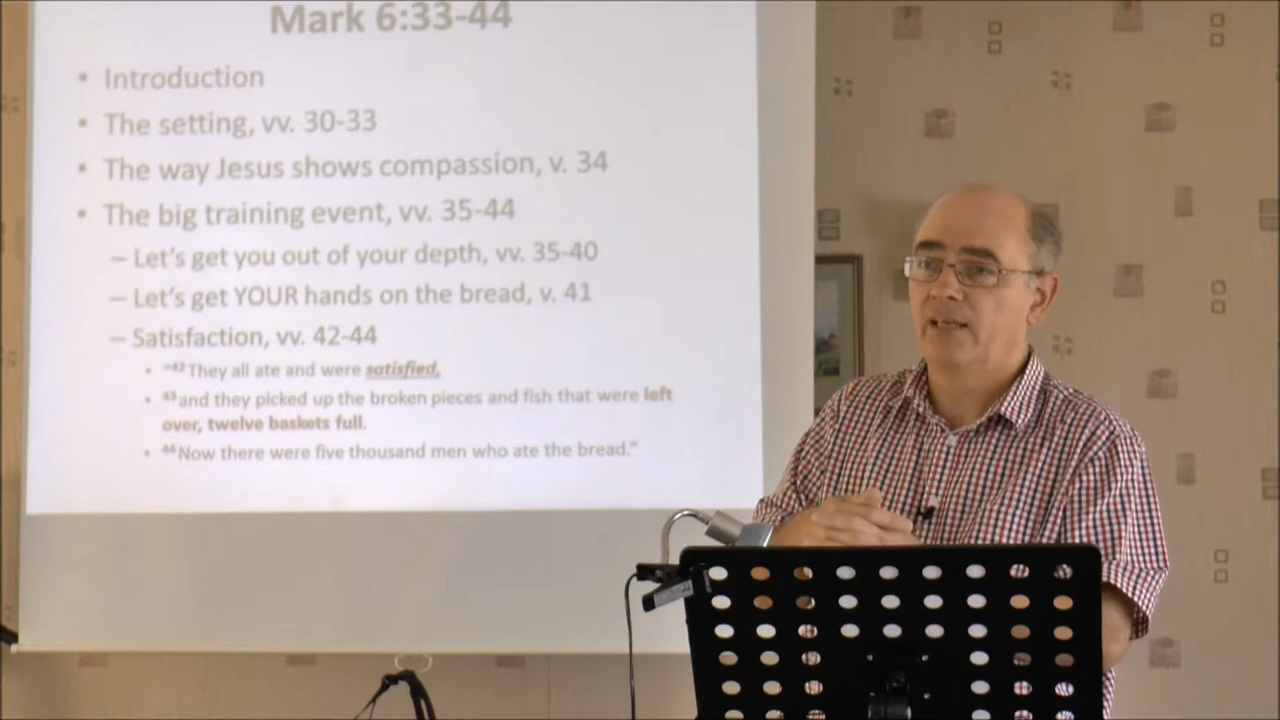 Mark 6:33-44
• Introduction
• The setting, vv. 30-33
• The way Jesus shows compassion, v. 34
• The big training event, vv. 35-44
– Let's get you out of your depth, vv. 35-40
– Let's get YOUR hands on the bread, v. 41
– Satisfaction, vv. 42-44
• "42 They all ate and were satisfied,
• 43 and they picked up the broken pieces and fish that were left
over, twelve baskets full.
• 44 Now there were five thousand men who ate the bread."